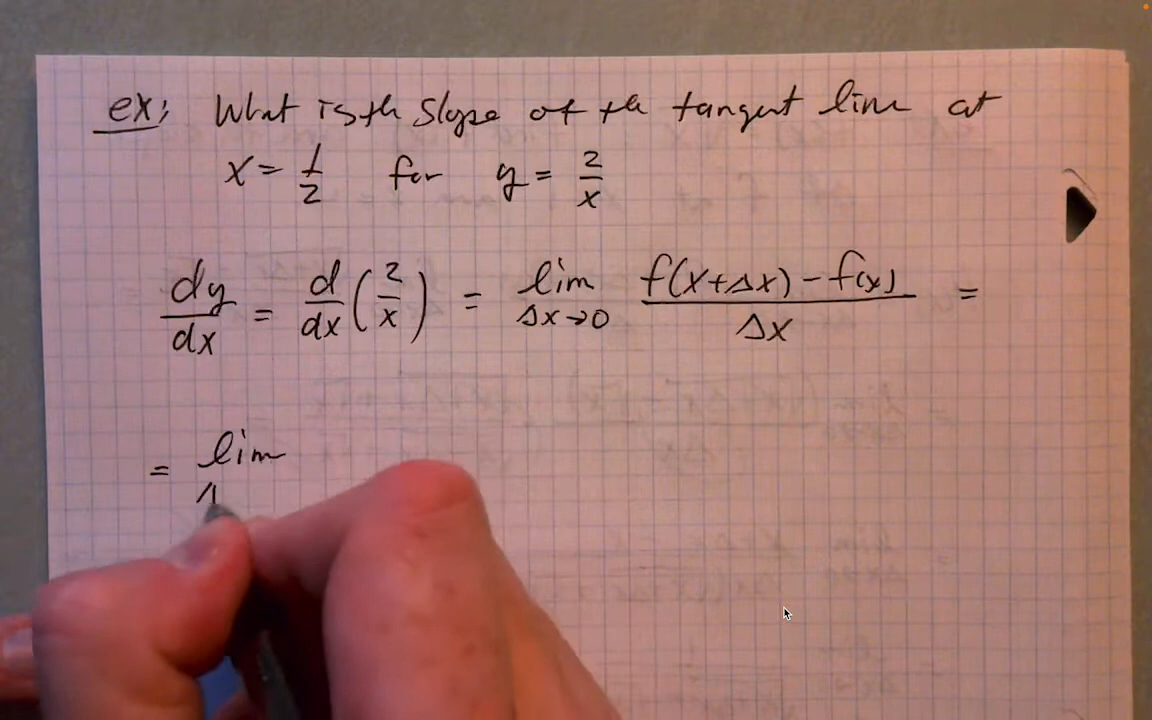 ex: What is the slope of the tangent line at
x = 1/2 for y = 2/x
dy/dx = d/dx (2/x) = lim Δx→0 f(x+Δx) - f(x) / Δx =
= lim Δ